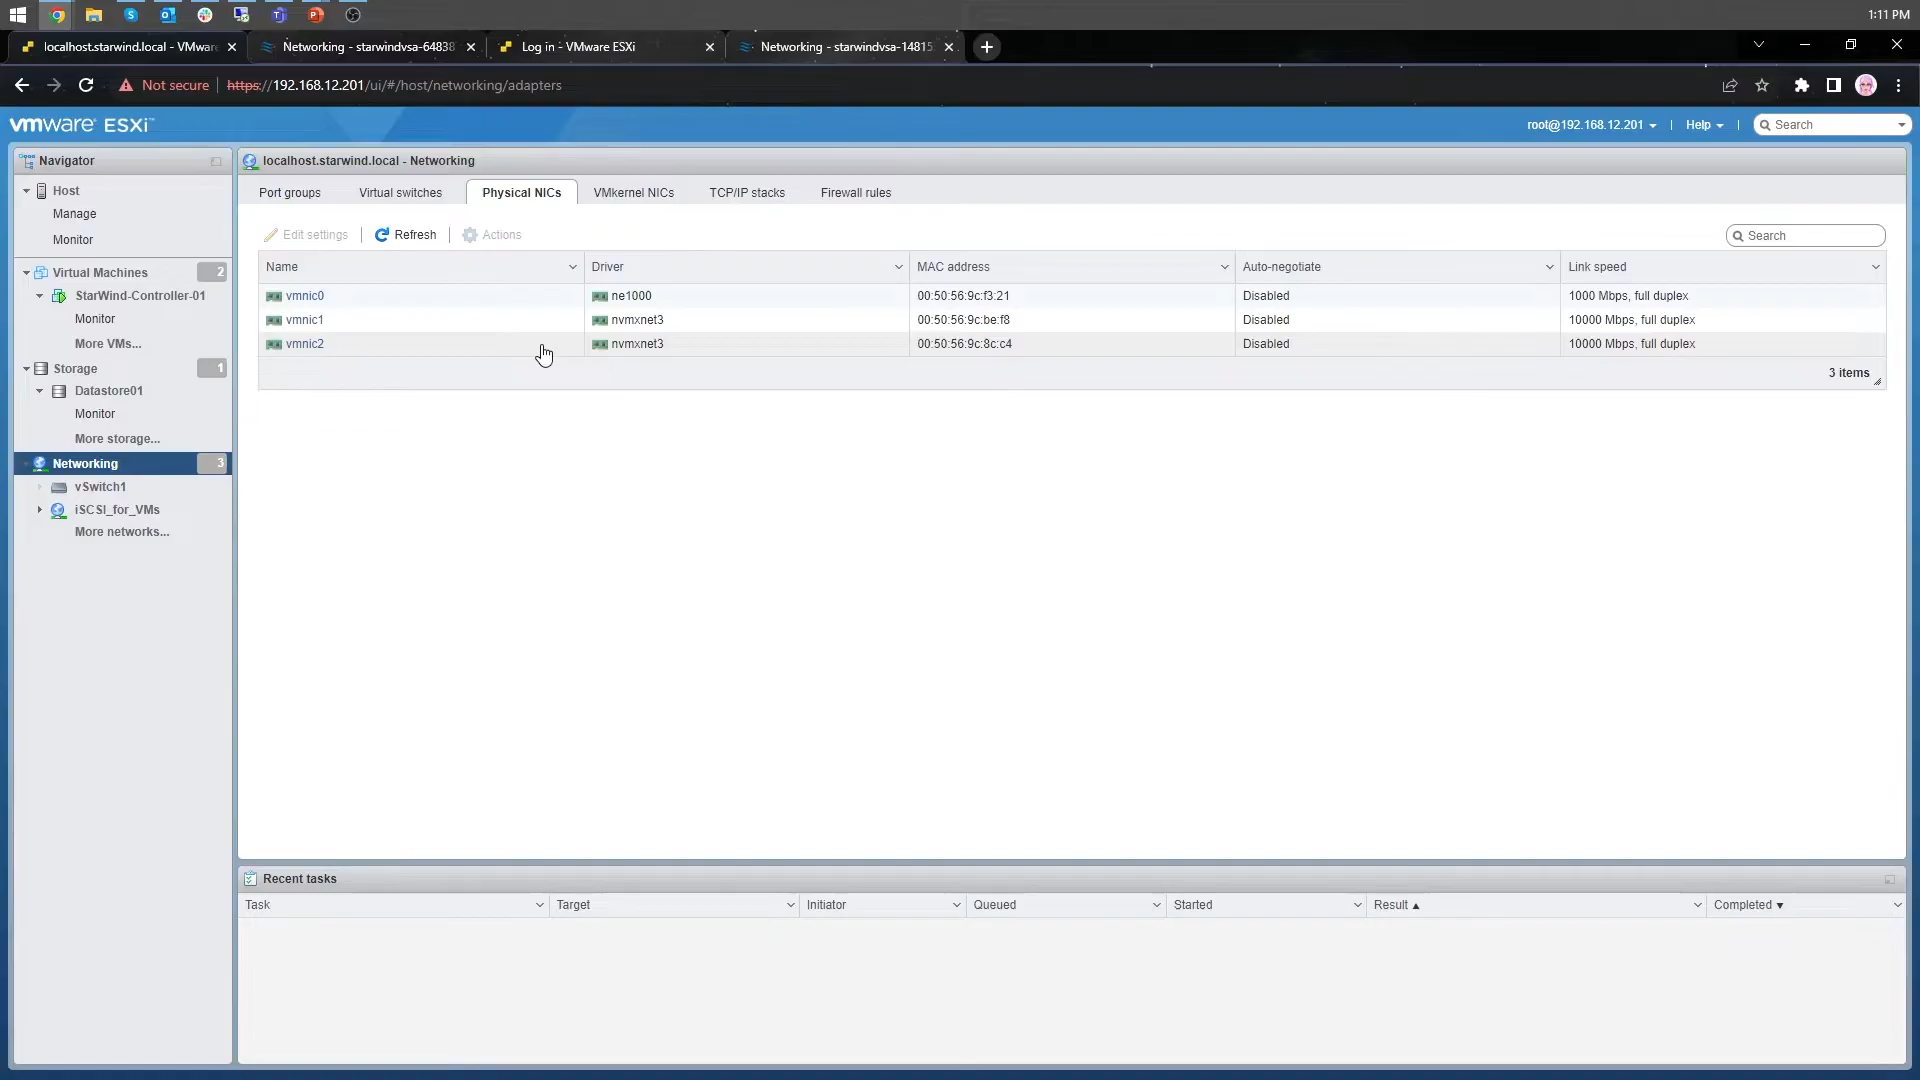 1:11 PM
localhost.starwind.local - VMware
Networking - starwindvsa-64838
Log in - VMware ESXi
Networking - starwindvsa-1481
Not secure
https://192.168.12.201/ui/#/host/networking/adapters
vmware ESXi
root@192.168.12.201
Help
Search
Navigator
Host
Manage
Monitor
Virtual Machines 2
StarWind-Controller-01
Monitor
More VMs...
Storage 1
Datastore01
Monitor
More storage...
Networking 3
vSwitch1
iSCSI_for_VMs
More networks...
localhost.starwind.local - Networking
Port groups Virtual switches Physical NICs VMkernel NICs TCP/IP stacks Firewall rules
Edit settings Refresh Actions Search
Name Driver MAC address Auto-negotiate Link speed
vmnic0 ne1000 00:50:56:9c:f3:21 Disabled 1000 Mbps, full duplex
vmnic1 nvmxnet3 00:50:56:9c:be:f8 Disabled 10000 Mbps, full duplex
vmnic2 nvmxnet3 00:50:56:9c:8c:c4 Disabled 10000 Mbps, full duplex
3 items
Recent tasks
Task Target Initiator Queued Started Result Completed